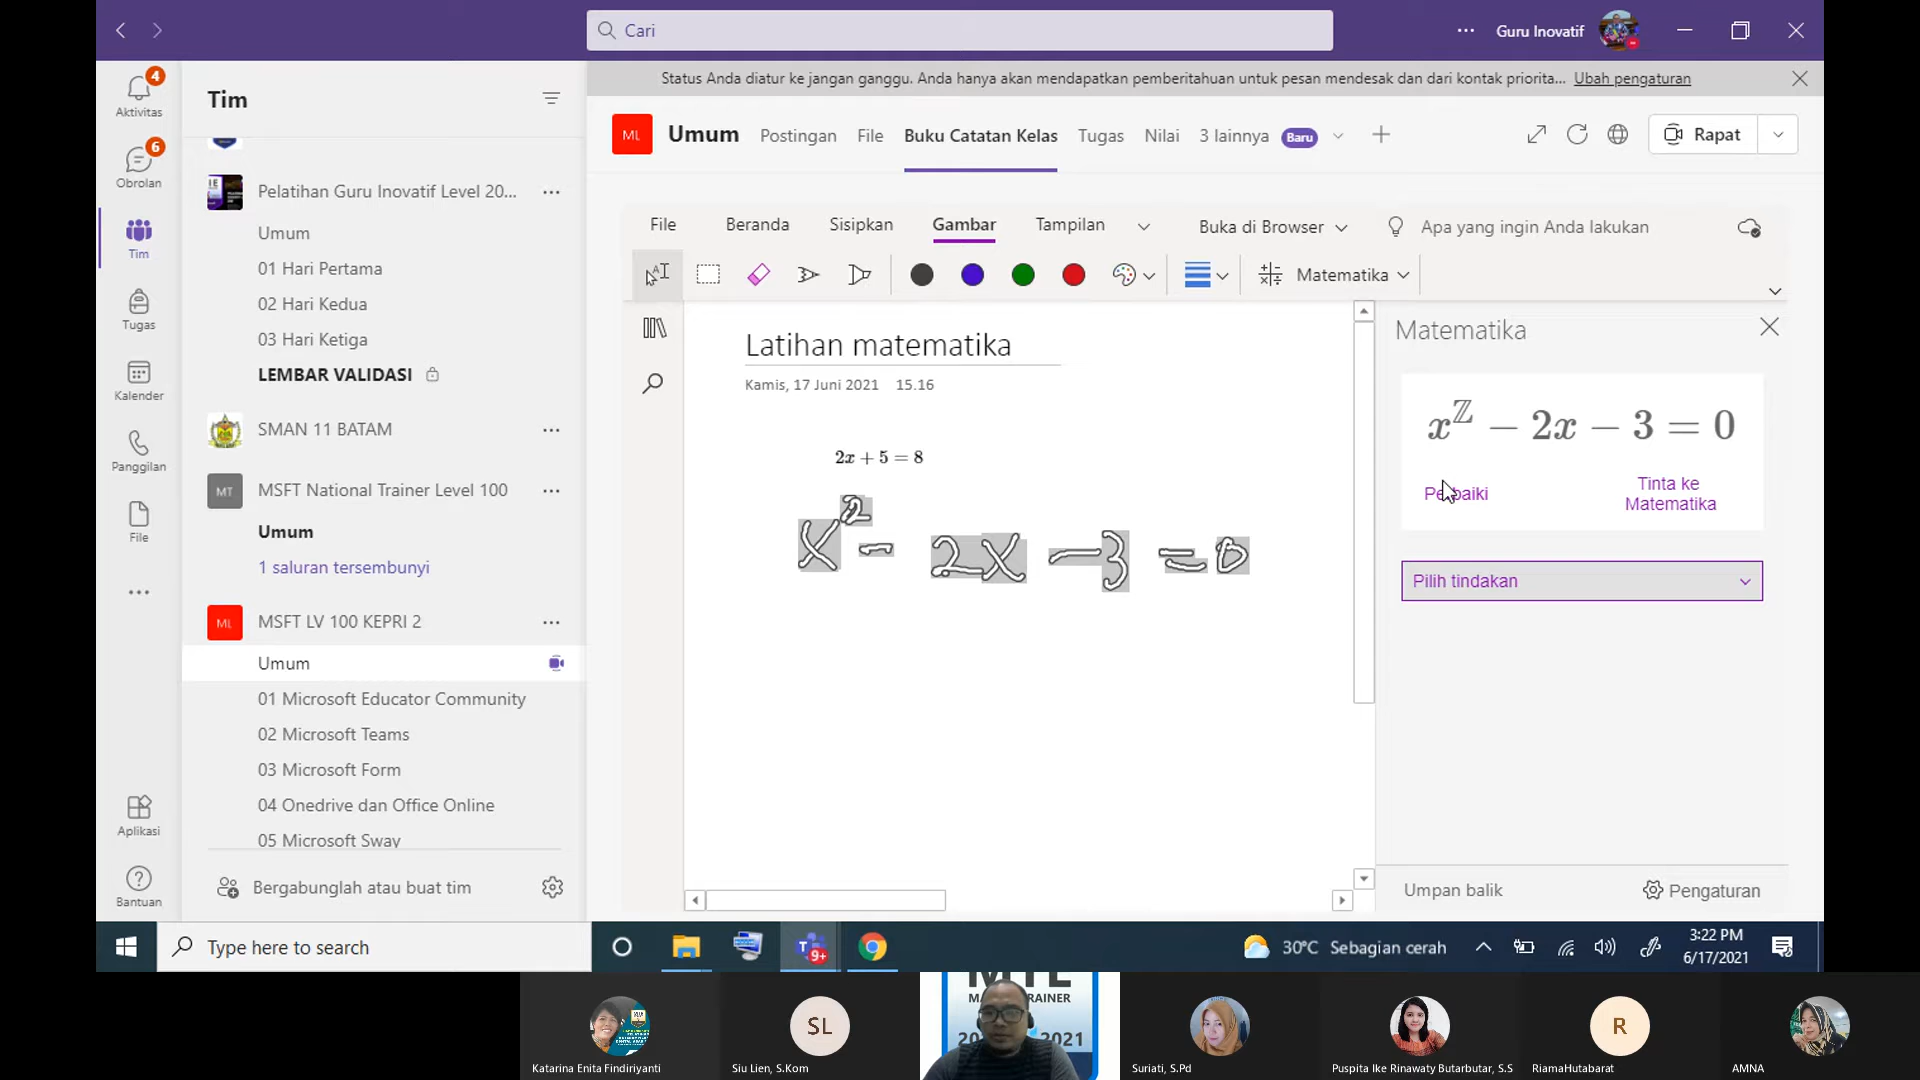 Cari
Guru Inovatif
Status Anda diatur ke jangan ganggu. Anda hanya akan mendapatkan pemberitahuan untuk pesan mendesak dan dari kontak priorita... Ubah pengaturan
4
Aktivitas
6
Obrolan
Tim
Tugas
Kalender
Panggilan
File
Aplikasi
Bantuan
Tim
Pelatihan Guru Inovatif Level 20...
Umum
01 Hari Pertama
02 Hari Kedua
03 Hari Ketiga
LEMBAR VALIDASI
SMAN 11 BATAM
MT MSFT National Trainer Level 100
Umum
1 saluran tersembunyi
ML MSFT LV 100 KEPRI 2
Umum
01 Microsoft Educator Community
02 Microsoft Teams
03 Microsoft Form
04 Onedrive dan Office Online
05 Microsoft Sway
Bergabunglah atau buat tim
ML Umum Postingan File Buku Catatan Kelas Tugas Nilai 3 lainnya Baru
Rapat
File Beranda Sisipkan Gambar Tampilan Buka di Browser Apa yang ingin Anda lakukan
Matematika
Latihan matematika
Kamis, 17 Juni 2021 15.16
2x + 5 = 8
x² - 2x - 3 = 0
Matematika
x^ℤ − 2x − 3 = 0
Perbaiki
Tinta ke
Matematika
Pilih tindakan
Umpan balik
Pengaturan
Type here to search
9+
30°C Sebagian cerah
3:22 PM
6/17/2021
SL
R
2021
Katarina Enita Findiriyanti
Siu Lien, S.Kom
Suriati, S.Pd
Puspita Ike Rinawaty Butarbutar, S.S
RiamaHutabarat
AMNA